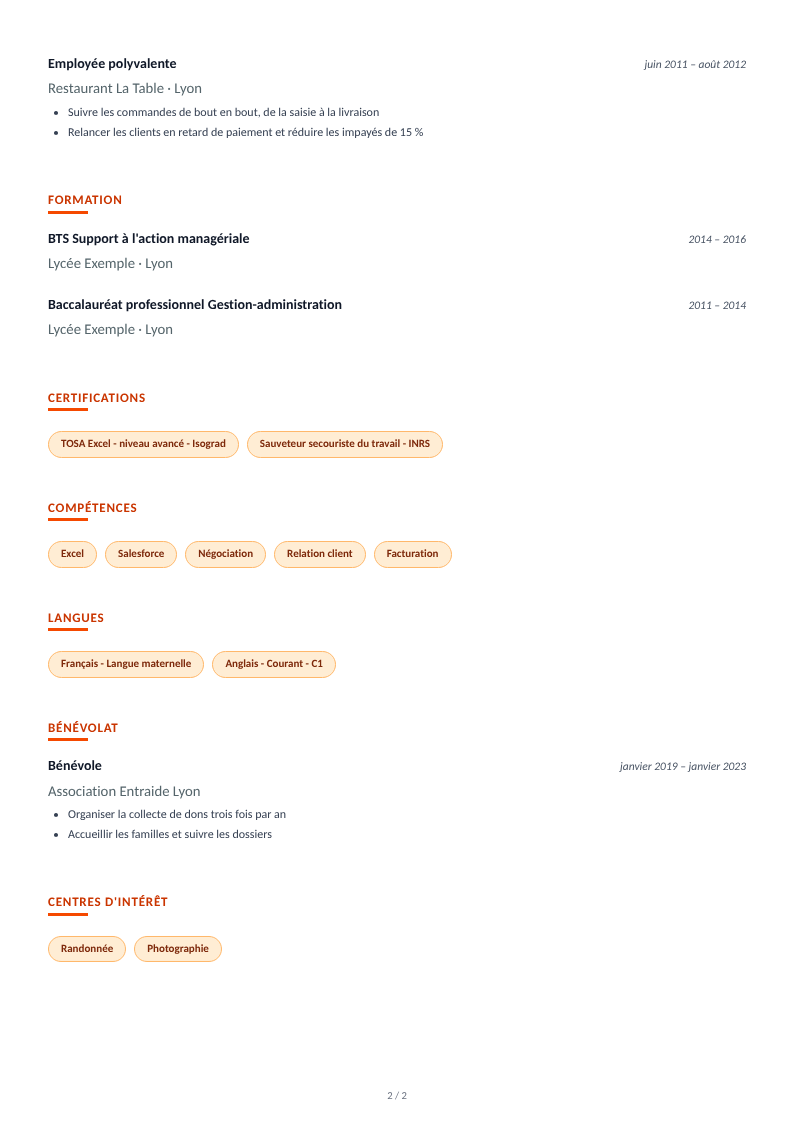 Employée polyvalente juin 2011 – août 2012
Restaurant La Table · Lyon
• Suivre les commandes de bout en bout, de la saisie à la livraison
• Relancer les clients en retard de paiement et réduire les impayés de 15 %
FORMATION
BTS Support à l'action managériale 2014 – 2016
Lycée Exemple · Lyon
Baccalauréat professionnel Gestion-administration 2011 – 2014
Lycée Exemple · Lyon
CERTIFICATIONS
TOSA Excel - niveau avancé - Isograd Sauveteur secouriste du travail - INRS
COMPÉTENCES
Excel Salesforce Négociation Relation client Facturation
LANGUES
Français - Langue maternelle Anglais - Courant - C1
BÉNÉVOLAT
Bénévole janvier 2019 – janvier 2023
Association Entraide Lyon
• Organiser la collecte de dons trois fois par an
• Accueillir les familles et suivre les dossiers
CENTRES D'INTÉRÊT
Randonnée Photographie
2 / 2